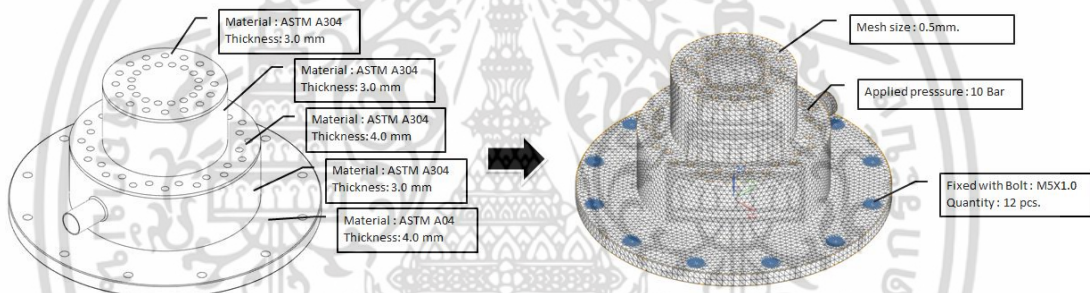 Material : ASTM A304
Thickness: 3.0 mm
Material : ASTM A304
Thickness: 3.0 mm
Material : ASTM A304
Thickness: 4.0 mm
Material : ASTM A304
Thickness: 3.0 mm
Material : ASTM A04
Thickness: 4.0 mm
Mesh size : 0.5mm.
Applied presssure : 10 Bar
Fixed with Bolt : M5X1.0
Quantity : 12 pcs.